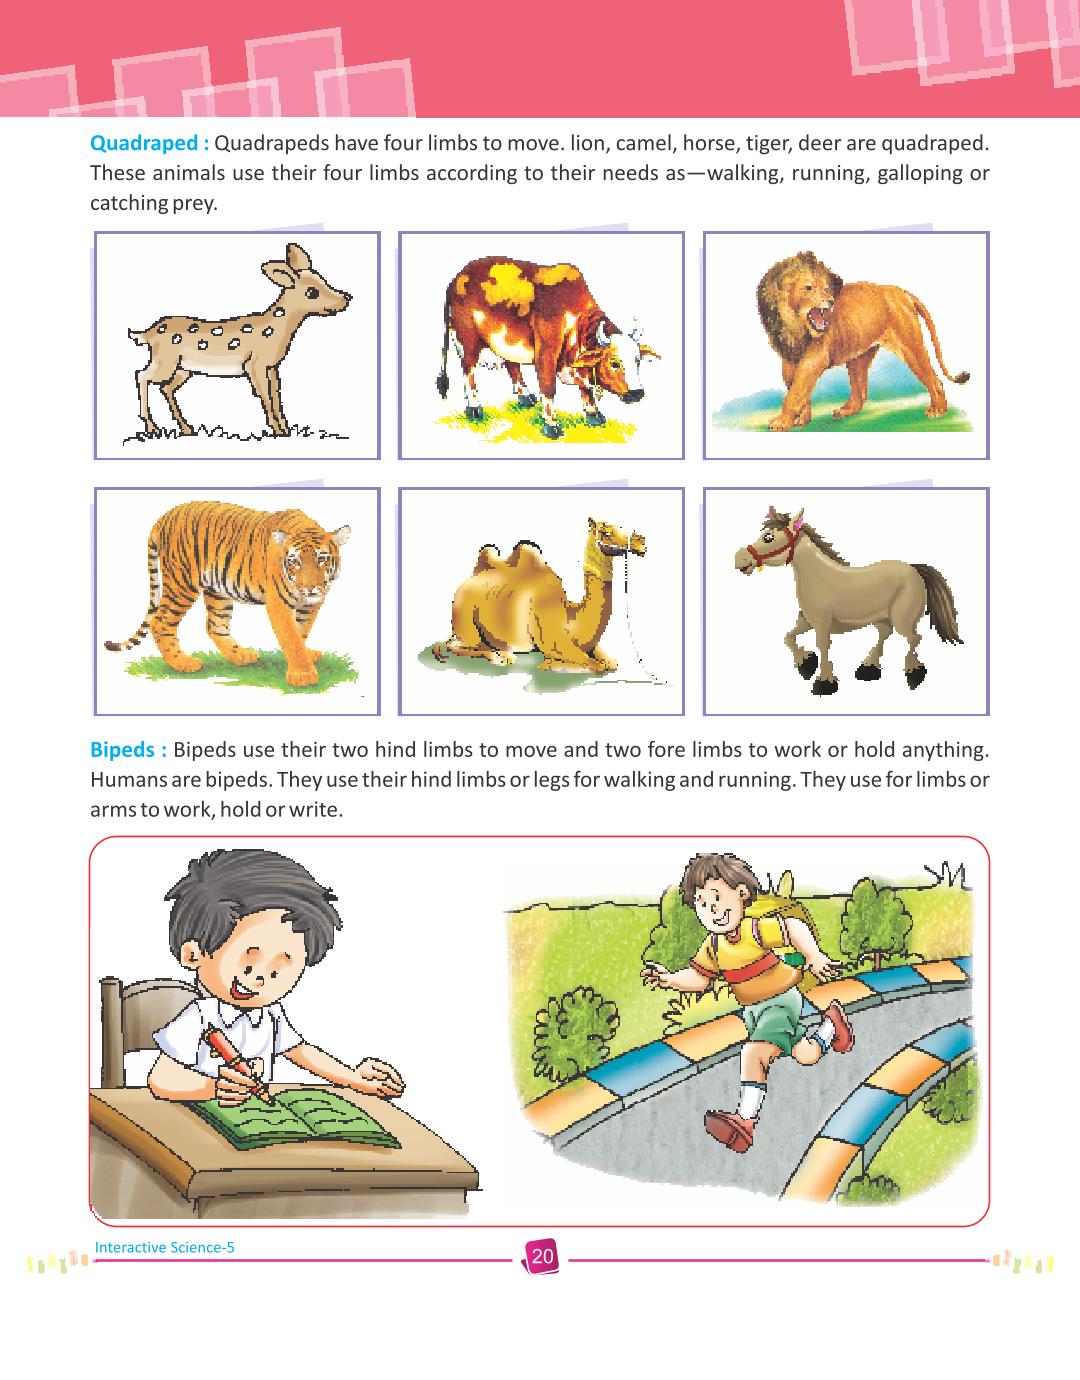 Quadraped : Quadrapeds have four limbs to move. lion, camel, horse, tiger, deer are quadraped.
These animals use their four limbs according to their needs as—walking, running, galloping or
catching prey.
Bipeds : Bipeds use their two hind limbs to move and two fore limbs to work or hold anything.
Humans are bipeds. They use their hind limbs or legs for walking and running. They use for limbs or
arms to work, hold or write.
Interactive Science-5
20